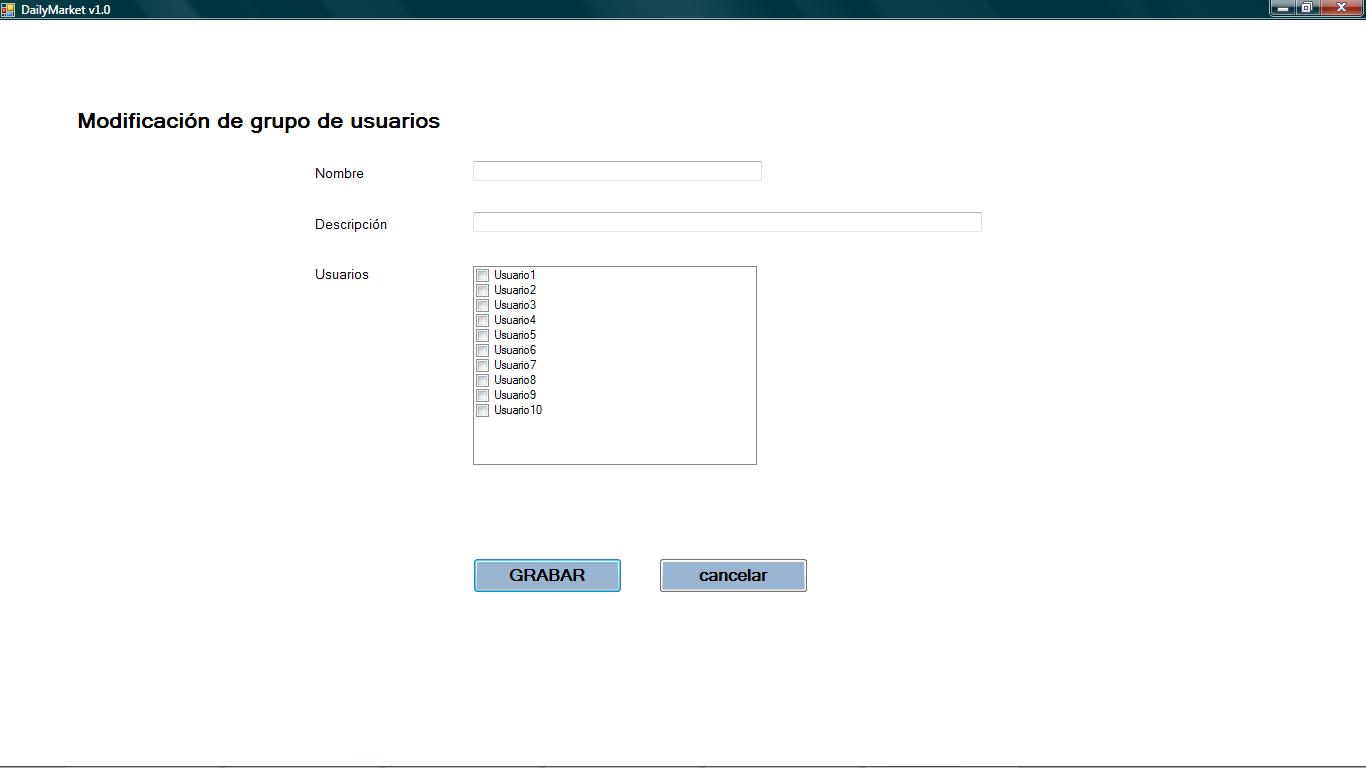 DailyMarket v1.0
Modificación de grupo de usuarios
Nombre
Descripción
Usuarios
Usuario1
Usuario2
Usuario3
Usuario4
Usuario5
Usuario6
Usuario7
Usuario8
Usuario9
Usuario10
GRABAR cancelar